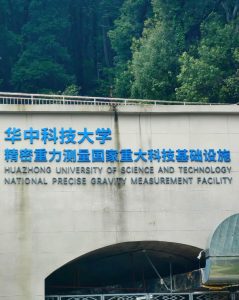 华中科技大学
精密重力测量国家重大科技基础设施
HUAZHONG UNIVERSITY OF SCIENCE AND TECHNOLOGY
NATIONAL PRECISE GRAVITY MEASUREMENT FACILITY